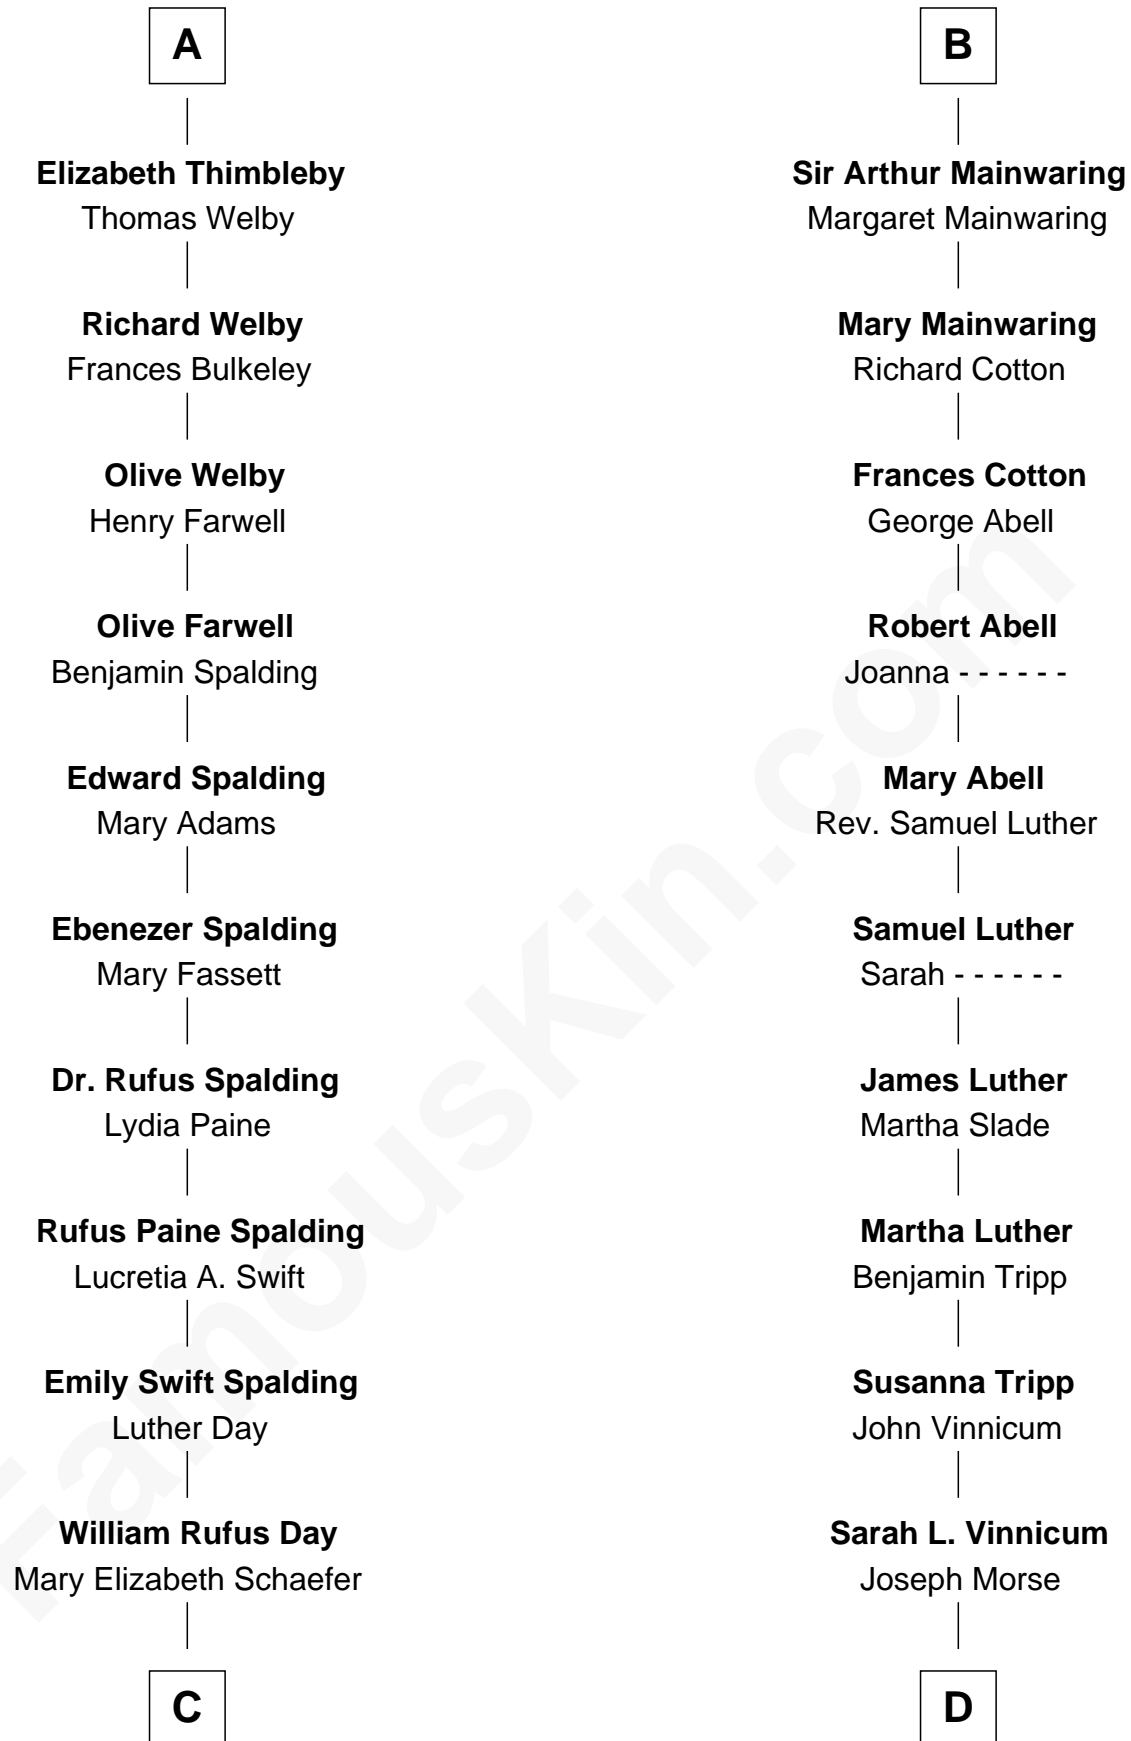 A
Elizabeth Thimbleby
Thomas Welby
Richard Welby
Frances Bulkeley
Olive Welby
Henry Farwell
Olive Farwell
Benjamin Spalding
Edward Spalding
Mary Adams
Ebenezer Spalding
Mary Fassett
Dr. Rufus Spalding
Lydia Paine
Rufus Paine Spalding
Lucretia A. Swift
Emily Swift Spalding
Luther Day
William Rufus Day
Mary Elizabeth Schaefer
C
B
Sir Arthur Mainwaring
Margaret Mainwaring
Mary Mainwaring
Richard Cotton
Frances Cotton
George Abell
Robert Abell
Joanna - - - - - -
Mary Abell
Rev. Samuel Luther
Samuel Luther
Sarah - - - - - -
James Luther
Martha Slade
Martha Luther
Benjamin Tripp
Susanna Tripp
John Vinnicum
Sarah L. Vinnicum
Joseph Morse
D
FamousKin.com